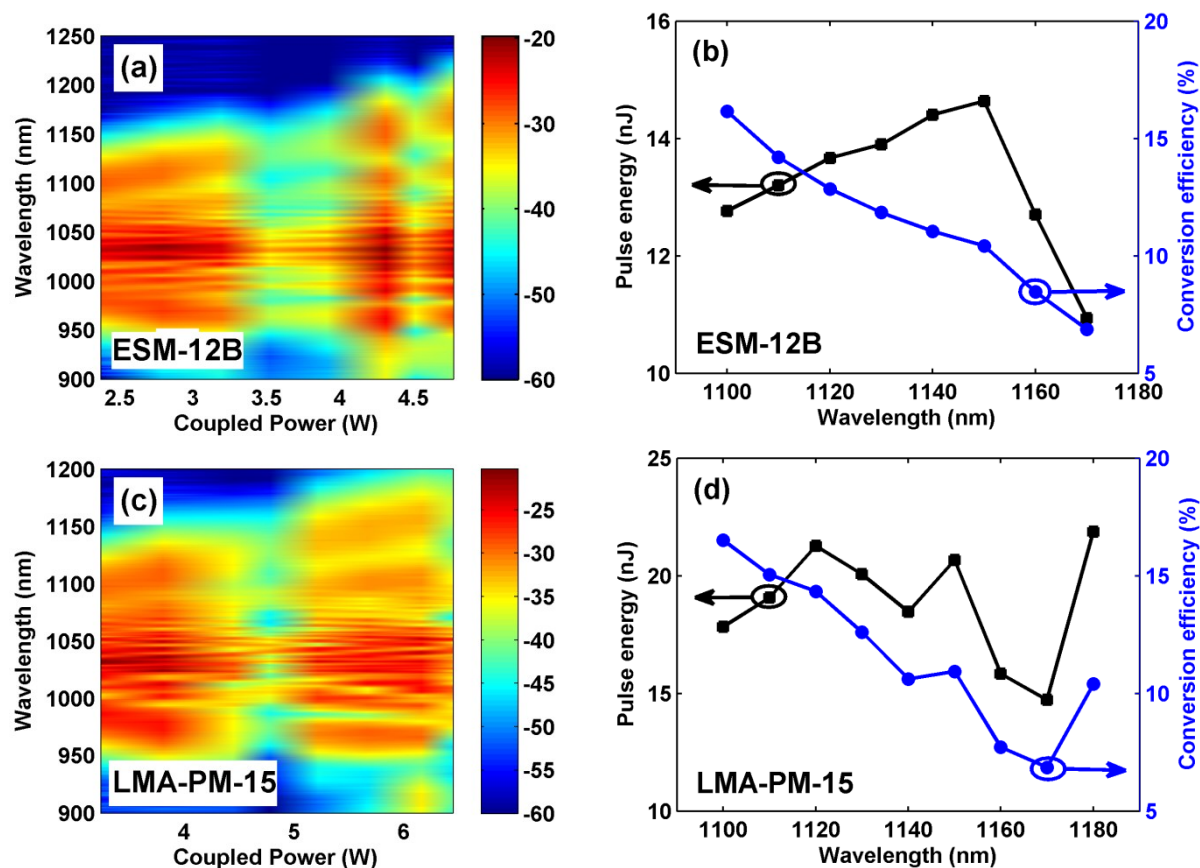 (a)
1250
1200
1150
1100
1050
1000
950
900
Wavelength (nm)
2.5 3 3.5 4 4.5
Coupled Power (W)
ESM-12B
-20
-30
-40
-50
-60
(b)
16
14
12
10
Pulse energy (nJ)
20
15
10
5
Conversion efficiency (%)
1100 1120 1140 1160 1180
Wavelength (nm)
ESM-12B
(c)
1200
1150
1100
1050
1000
950
900
Wavelength (nm)
4 5 6
Coupled Power (W)
LMA-PM-15
-25
-30
-35
-40
-45
-50
-55
-60
(d)
25
20
15
10
Pulse energy (nJ)
20
15
10
5
Conversion efficiency (%)
1100 1120 1140 1160 1180
Wavelength (nm)
LMA-PM-15